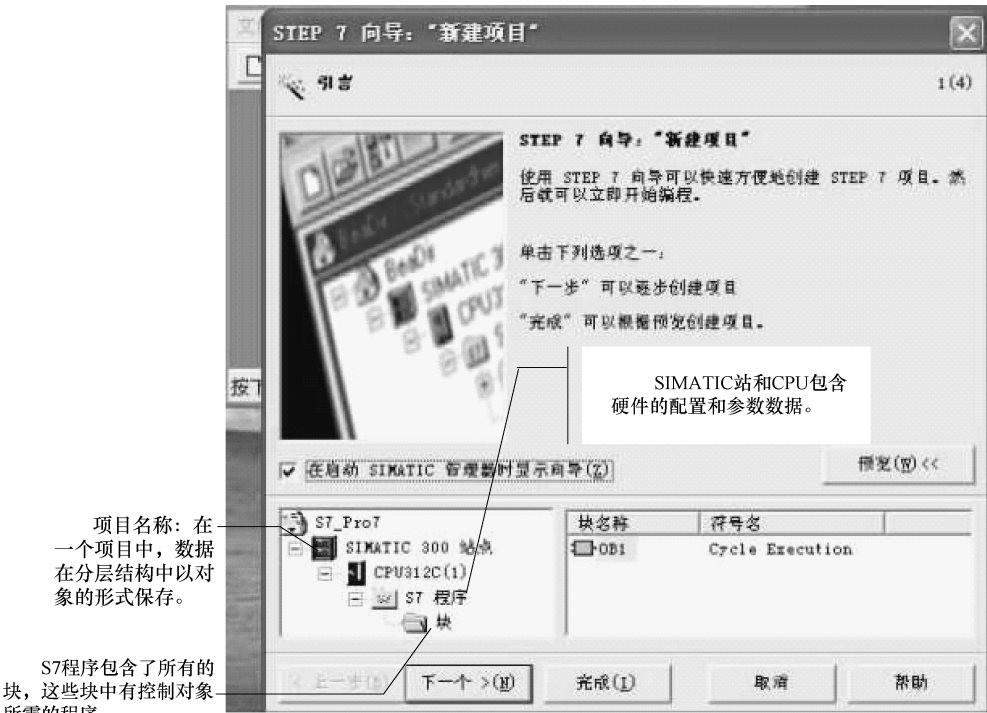 文
STEP 7 向导："新建项目"
引言
1(4)
STEP 7 向导："新建项目"
使用 STEP 7 向导可以快速方便地创建 STEP 7 项目。然
后就可以立即开始编程。
单击下列选项之一：
"下一步" 可以逐步创建项目
"完成" 可以根据预览创建项目。
BeaDir
SIMATIC 3
按下
SIMATIC站和CPU包含
硬件的配置和参数数据。
在启动 SIMATIC 管理器时显示向导(Z)
预览(W)<<
项目名称：在
一个项目中，数据
在分层结构中以对
象的形式保存。
S7_Pro7
SIMATIC 300 站点
CPU312C(1)
S7 程序
块
块名称 符号名
OB1 Cycle Execution
S7程序包含了所有的
块，这些块中有控制对象
所需的程序
< 上一步(B) 下一个 >(N) 完成(I) 取消 帮助